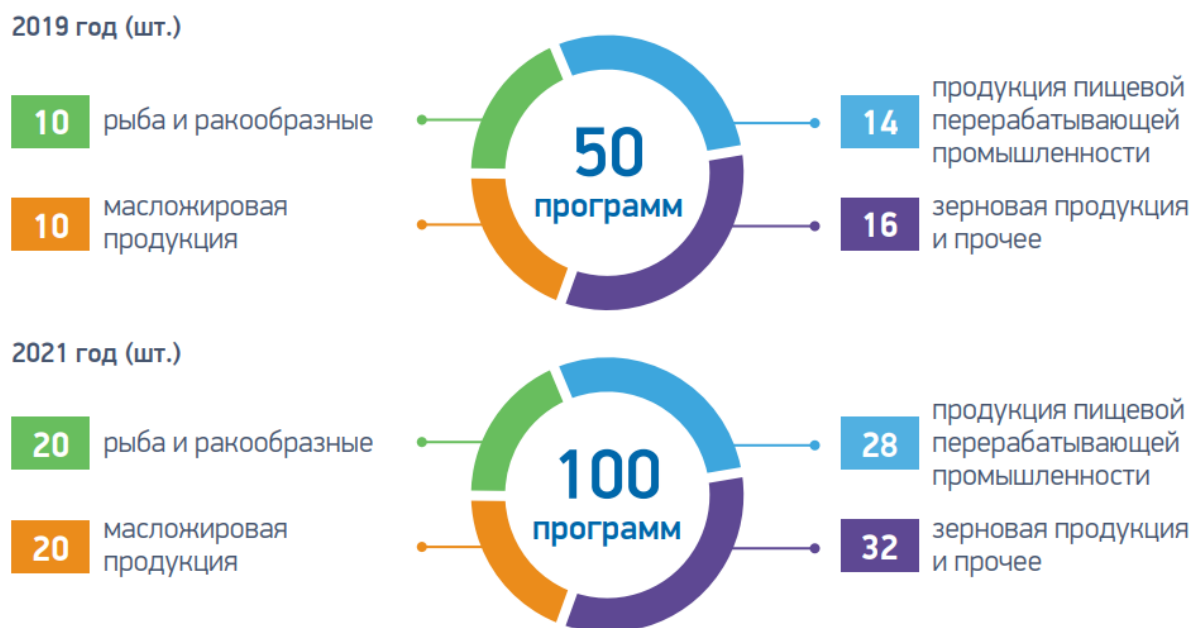 2019 год (шт.)
10
рыба и ракообразные
10
масложировая
продукция
50
программ
14
продукция пищевой
перерабатывающей
промышленности
16
зерновая продукция
и прочее
2021 год (шт.)
20
рыба и ракообразные
20
масложировая
продукция
100
программ
28
продукция пищевой
перерабатывающей
промышленности
32
зерновая продукция
и прочее